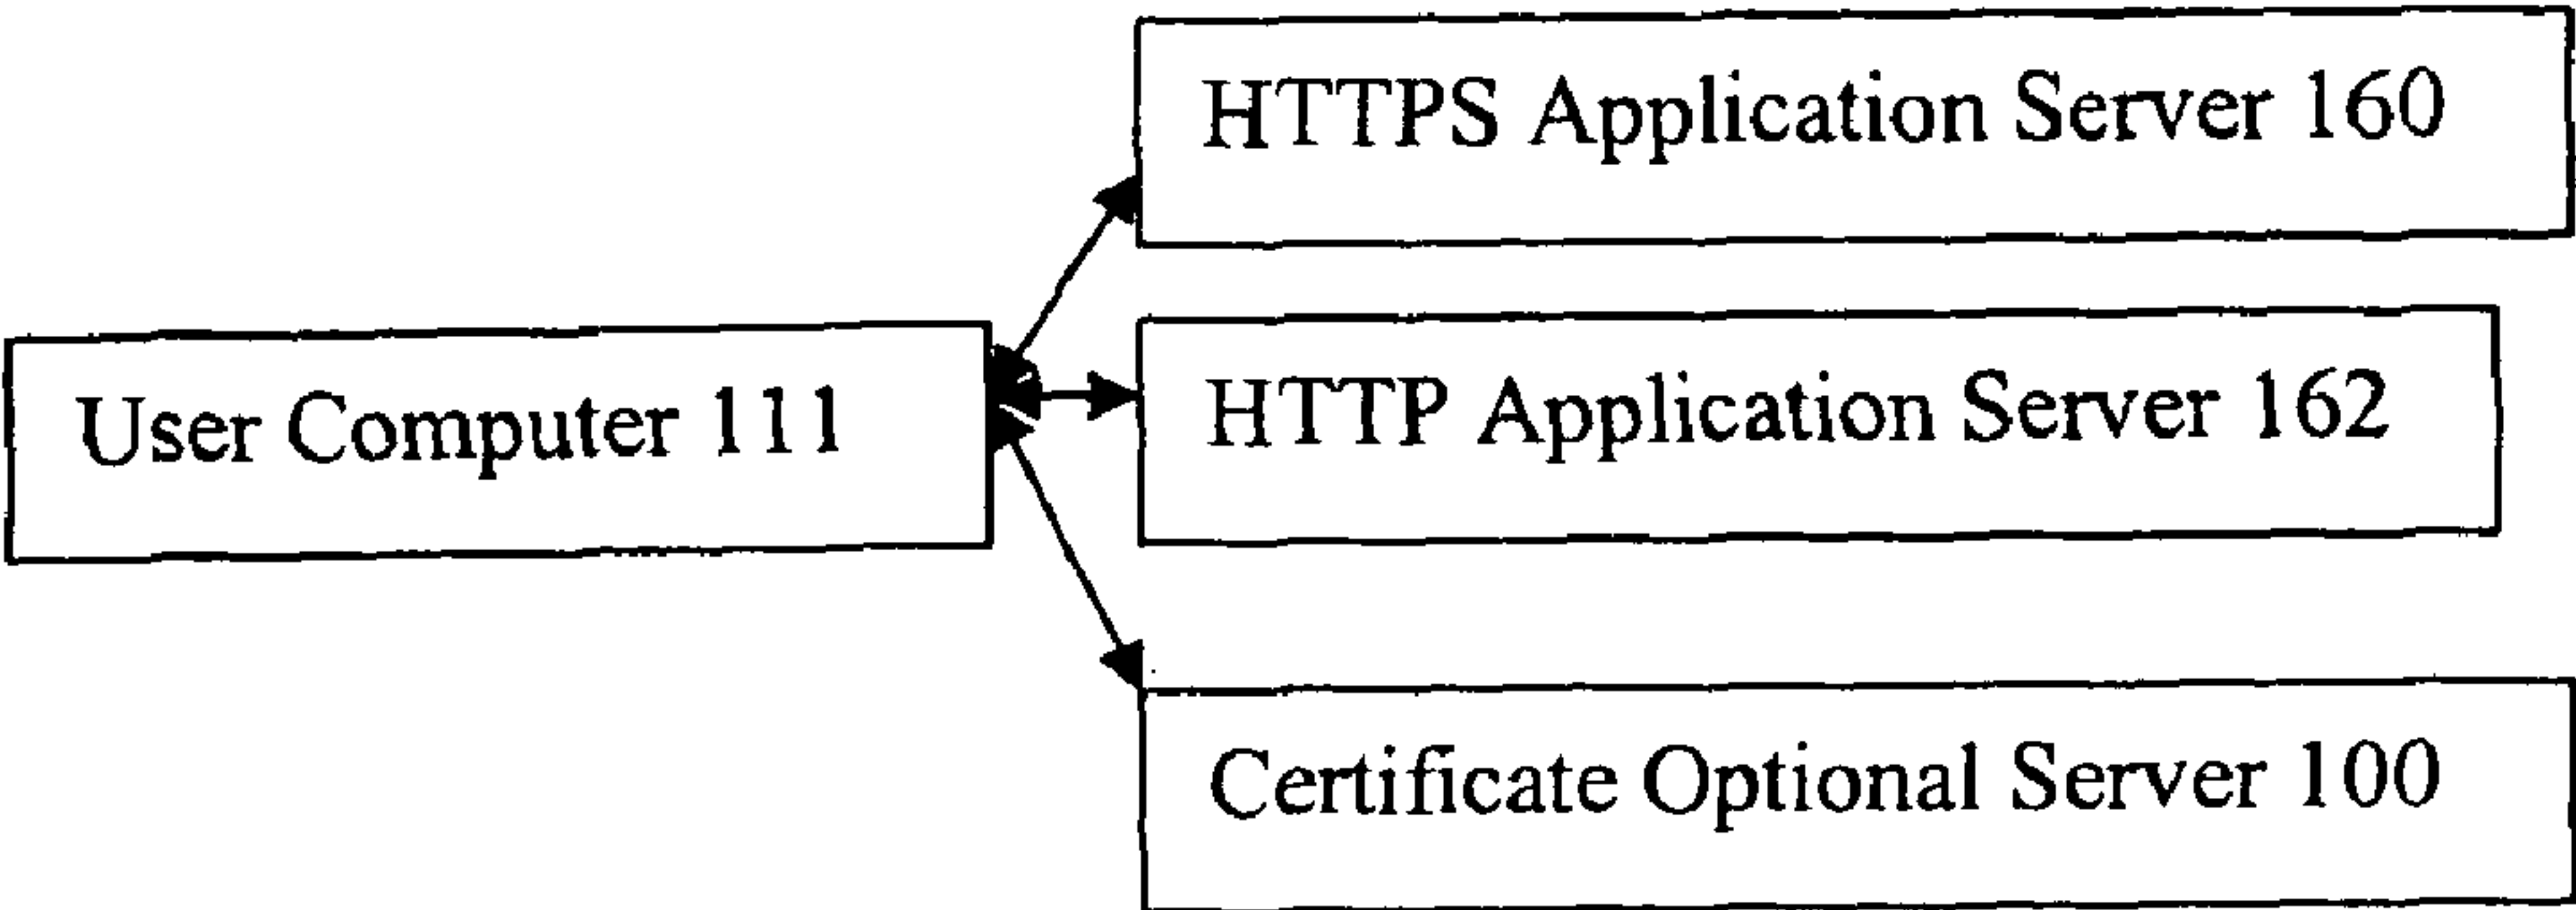 HTTPS Application Server 160
User Computer 111
HTTP Application Server 162
Certificate Optional Server 100